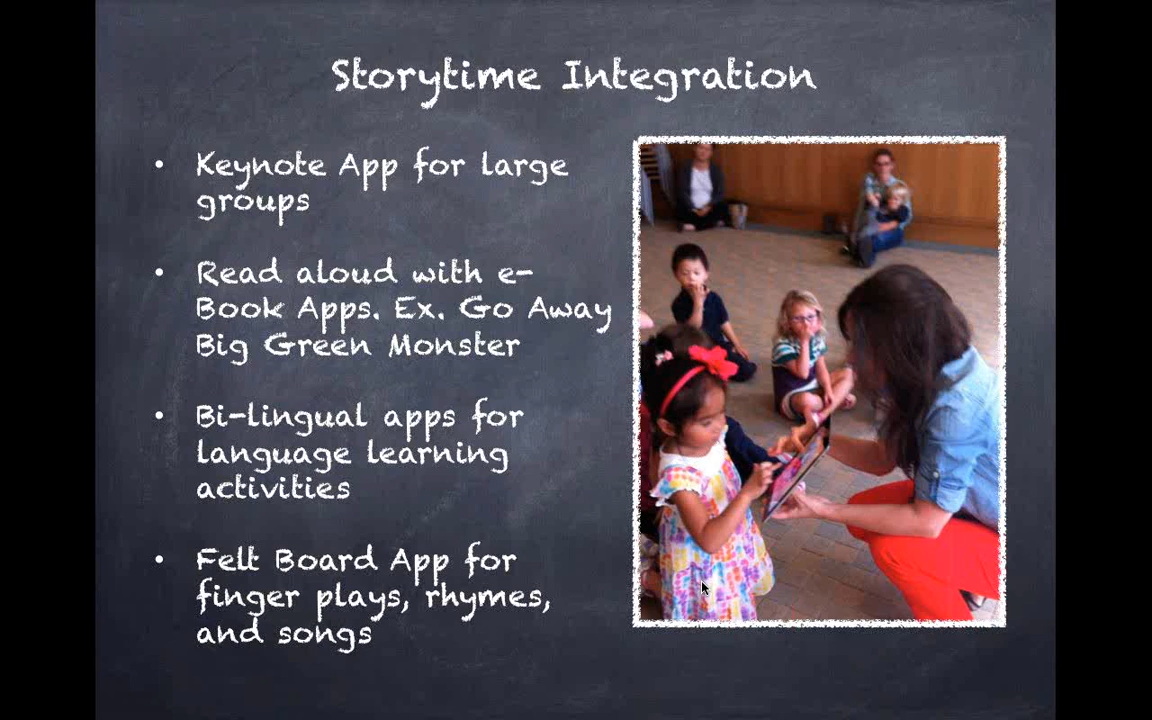 Storytime Integration
• Keynote App for large
groups
• Read aloud with e-
Book Apps. Ex. Go Away
Big Green Monster
• Bi-lingual apps for
language learning
activities
• Felt Board App for
finger plays, rhymes,
and songs